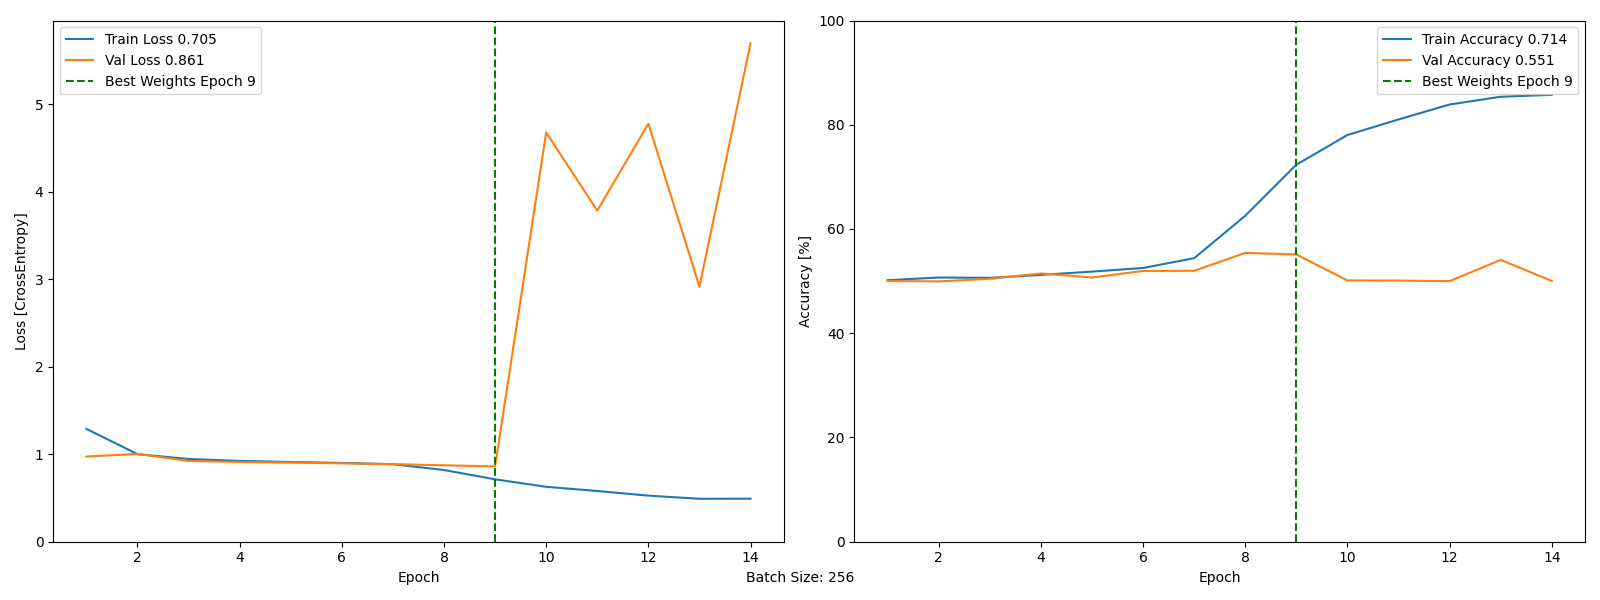 Train Loss 0.705
Val Loss 0.861
Best Weights Epoch 9
Loss [CrossEntropy]
5
4
3
2
1
0
2 4 6 8 10 12 14
Epoch
Train Accuracy 0.714
Val Accuracy 0.551
Best Weights Epoch 9
Accuracy [%]
100
80
60
40
20
0
2 4 6 8 10 12 14
Epoch
Batch Size: 256